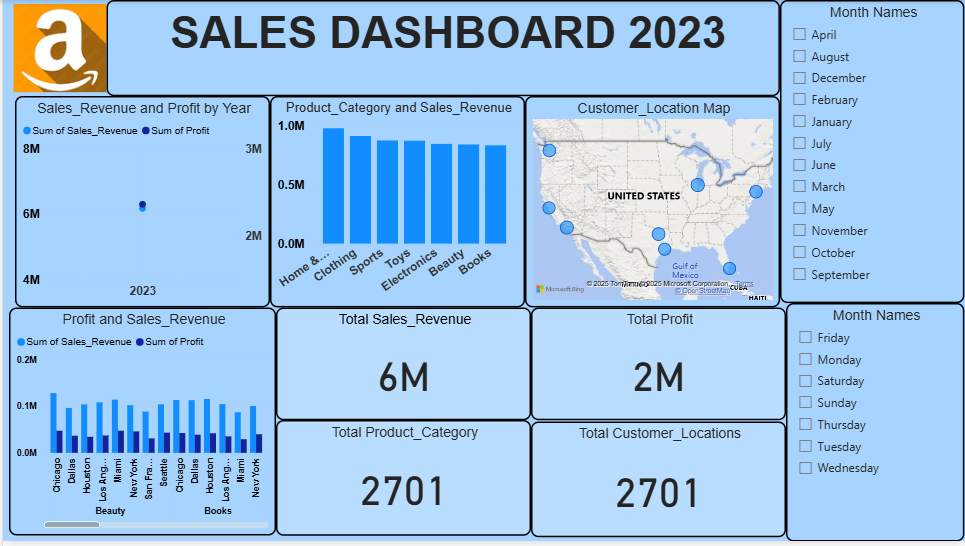 a
SALES DASHBOARD 2023
Month Names
April
August
December
February
January
July
June
March
May
November
October
September
Sales_Revenue and Profit by Year
Sum of Sales_Revenue Sum of Profit
8M
3M
6M
2M
4M
2023
Product_Category and Sales_Revenue
1.0M
0.5M
0.0M
Home &...
Clothing
Sports
Toys
Electronics
Beauty
Books
Customer_Location Map
UNITED STATES
Gulf of
Mexico
CUBA
HAITI
Microsoft Bing
© 2025 TomTom, © 2025 Microsoft Corporation, Terms
© OpenStreetMap
Profit and Sales_Revenue
Sum of Sales_Revenue Sum of Profit
0.2M
0.1M
0.0M
Chicago
Dallas
Houston
Los Ang...
Miami
New York
San Fra...
Seattle
Chicago
Dallas
Houston
Los Ang...
Miami
New York
Beauty
Books
Total Sales_Revenue
6M
Total Profit
2M
Total Product_Category
2701
Total Customer_Locations
2701
Month Names
Friday
Monday
Saturday
Sunday
Thursday
Tuesday
Wednesday